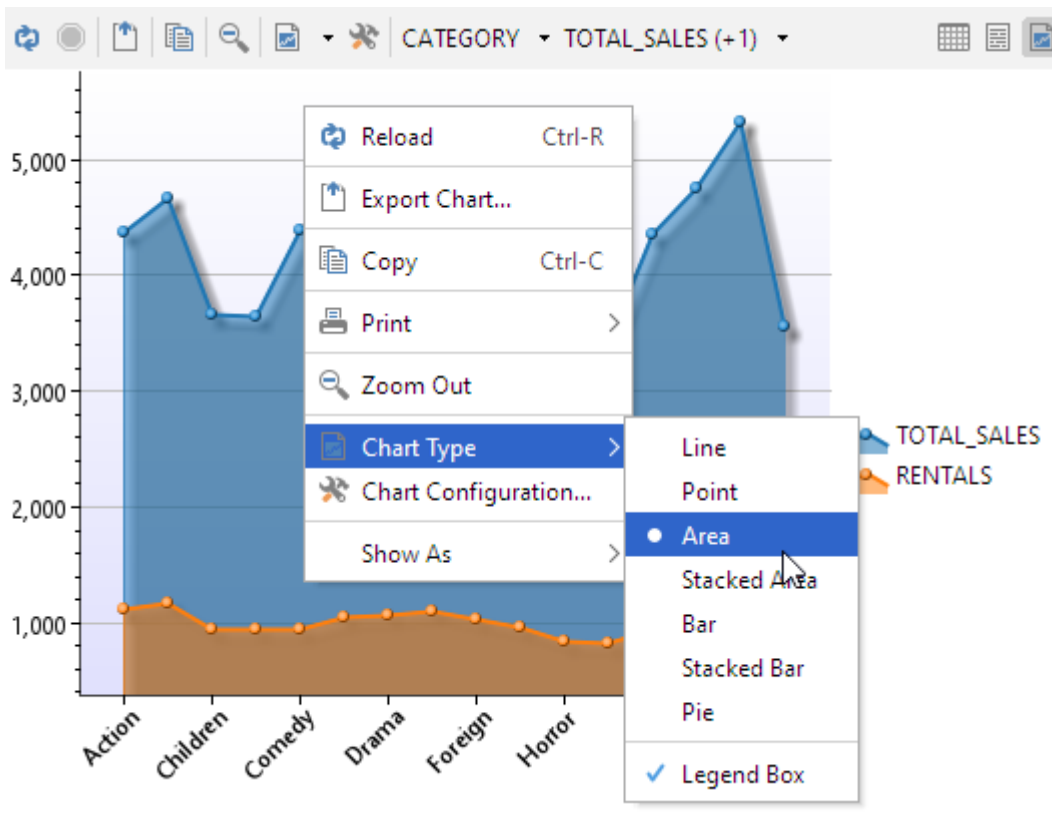 CATEGORY TOTAL_SALES (+1)
5,000
4,000
3,000
2,000
1,000
Reload Ctrl-R
Export Chart...
Copy Ctrl-C
Print
Zoom Out
Chart Type
Chart Configuration...
Show As
Line
Point
Area
Stacked Area
Bar
Stacked Bar
Pie
Legend Box
TOTAL_SALES
RENTALS
Action
Children
Comedy
Drama
Foreign
Horror